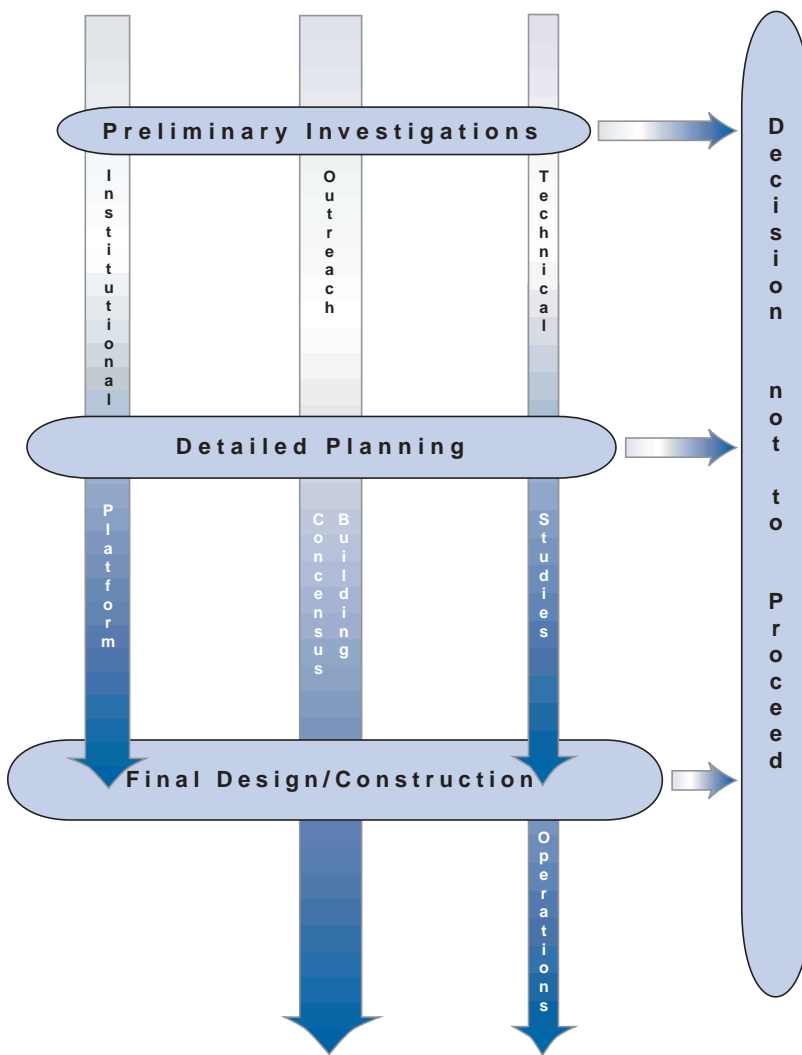 Preliminary Investigations
Institutional
Outreach
Technical
Detailed Planning
Platform
Concensus
Building
Studies
Final Design/Construction
Operations
Decision not to Proceed